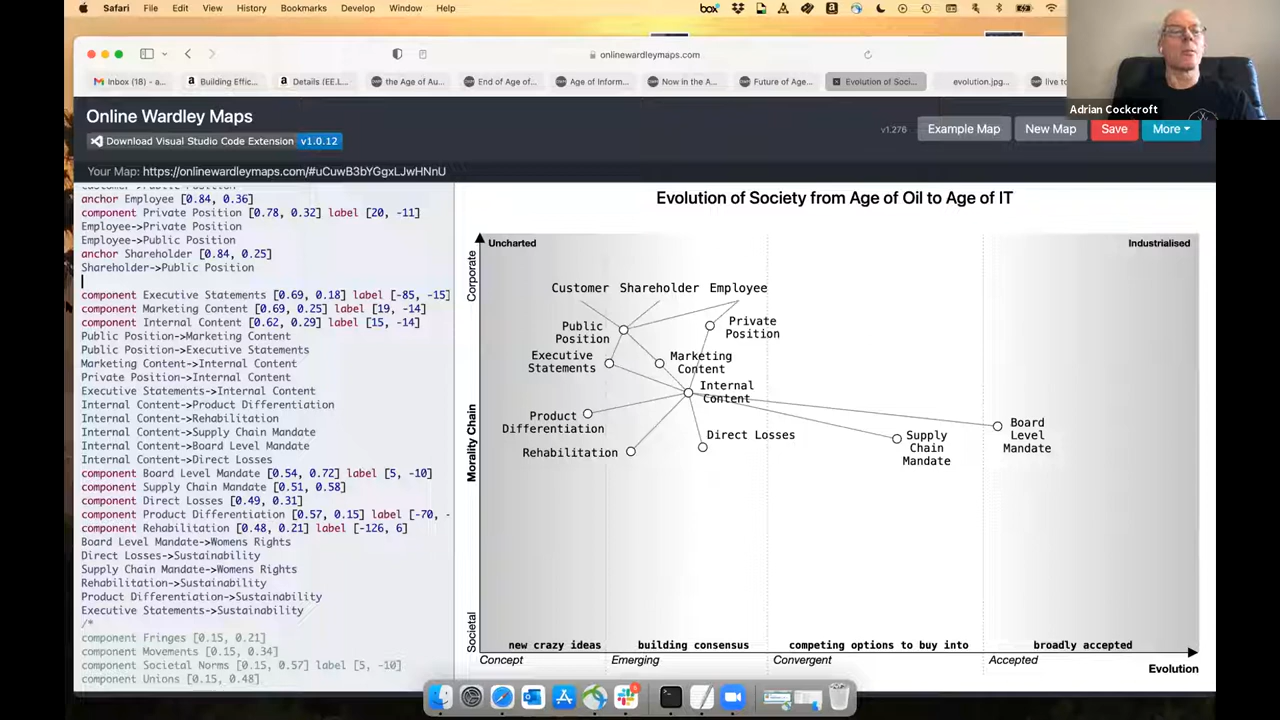 Safari File Edit View History Bookmarks Develop Window Help
box
Adrian Cockcroft
onlinewardleymaps.com
Inbox (18) - a...
Building Effic...
Details (EE.L...
the Age of Au...
End of Age of...
Age of Inform...
Now in the A...
Future of Age...
Evolution of Soci...
evolution.jpg...
live to
Online Wardley Maps
Download Visual Studio Code Extension v1.0.12
v1.276
Example Map
New Map
Save
More
Your Map: https://onlinewardleymaps.com/#uCuwB3bYGgxLJwHNnU
customer->Public Position
anchor Employee [0.84, 0.36]
component Private Position [0.78, 0.32] label [20, -11]
Employee->Private Position
Employee->Public Position
anchor Shareholder [0.84, 0.25]
Shareholder->Public Position
component Executive Statements [0.69, 0.18] label [-85, -15]
component Marketing Content [0.69, 0.25] label [19, -14]
component Internal Content [0.62, 0.29] label [15, -14]
Public Position->Marketing Content
Public Position->Executive Statements
Marketing Content->Internal Content
Private Position->Internal Content
Executive Statements->Internal Content
Internal Content->Product Differentiation
Internal Content->Rehabilitation
Internal Content->Supply Chain Mandate
Internal Content->Board Level Mandate
Internal Content->Direct Losses
component Board Level Mandate [0.54, 0.72] label [5, -10]
component Supply Chain Mandate [0.51, 0.58]
component Direct Losses [0.49, 0.31]
component Product Differentiation [0.57, 0.15] label [-70, -
component Rehabilitation [0.48, 0.21] label [-126, 6]
Board Level Mandate->Womens Rights
Direct Losses->Sustainability
Supply Chain Mandate->Womens Rights
Rehabilitation->Sustainability
Product Differentiation->Sustainability
Executive Statements->Sustainability
/*
component Fringes [0.15, 0.21]
component Movements [0.15, 0.34]
component Societal Norms [0.15, 0.57] label [5, -10]
component Unions [0.15, 0.48]
Evolution of Society from Age of Oil to Age of IT
Uncharted
Industrialised
Corporate
Morality Chain
Societal
Customer
Shareholder
Employee
Public
Position
Private
Position
Executive
Statements
Marketing
Content
Internal
Content
Product
Differentiation
Direct Losses
Rehabilitation
Supply
Chain
Mandate
Board
Level
Mandate
new crazy ideas
building consensus
competing options to buy into
broadly accepted
Concept
Emerging
Convergent
Accepted
Evolution